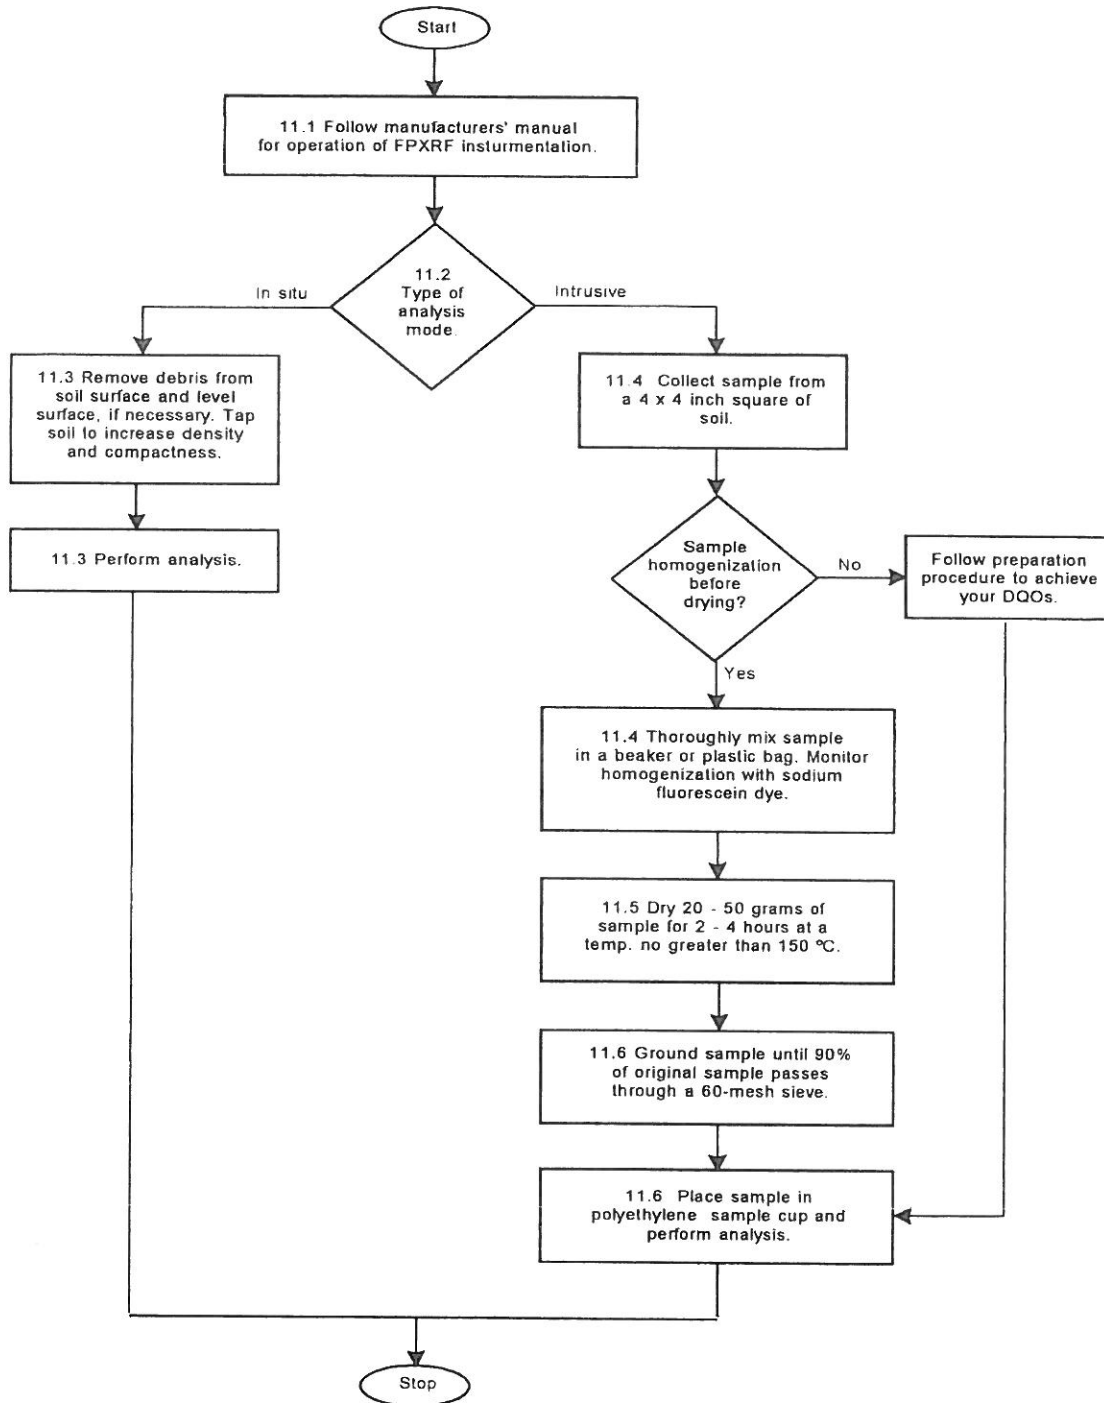 Start
11.1 Follow manufacturers' manual
for operation of FPXRF insturmentation.
11.2
Type of
analysis
mode.
In situ
Intrusive
11.3 Remove debris from
soil surface and level
surface, if necessary. Tap
soil to increase density
and compactness.
11.3 Perform analysis.
11.4 Collect sample from
a 4 x 4 inch square of
soil.
Sample
homogenization
before
drying?
No
Follow preparation
procedure to achieve
your DQOs.
Yes
11.4 Thoroughly mix sample
in a beaker or plastic bag. Monitor
homogenization with sodium
fluorescein dye.
11.5 Dry 20 - 50 grams of
sample for 2 - 4 hours at a
temp. no greater than 150 ºC.
11.6 Ground sample until 90%
of original sample passes
through a 60-mesh sieve.
11.6 Place sample in
polyethylene sample cup and
perform analysis.
Stop